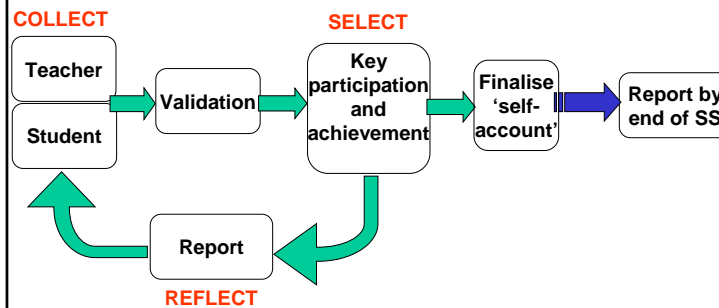 COLLECT
SELECT
Teacher
Student
Validation
Key
participation
and
achievement
Finalise
‘self-
account’
Report by
end of SS
Report
REFLECT